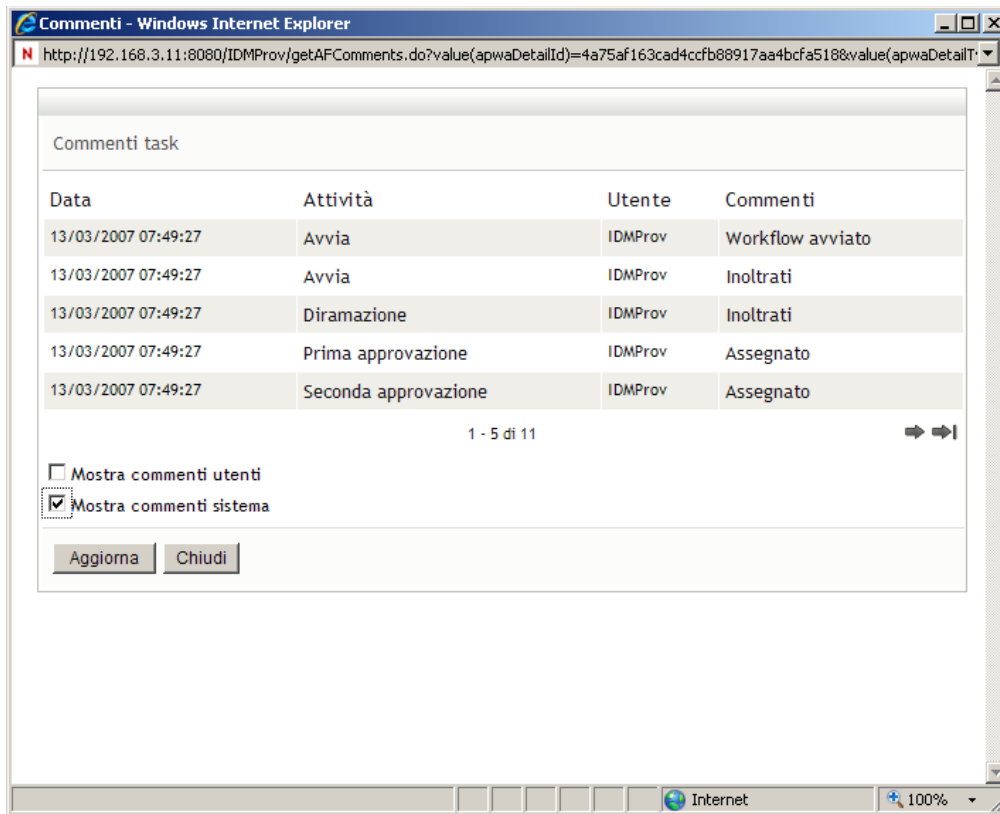 Commenti - Windows Internet Explorer
N http://192.168.3.11:8080/IDMProv/getAFComments.do?value(apwaDetailId)=4a75af163cad4ccfb88917aa4bcfa518&value(apwaDetailT
Commenti task
Data Attività Utente Commenti
13/03/2007 07:49:27 Avvia IDMProv Workflow avviato
13/03/2007 07:49:27 Avvia IDMProv Inoltrati
13/03/2007 07:49:27 Diramazione IDMProv Inoltrati
13/03/2007 07:49:27 Prima approvazione IDMProv Assegnato
13/03/2007 07:49:27 Seconda approvazione IDMProv Assegnato
1 - 5 di 11
Mostra commenti utenti
Mostra commenti sistema
Aggiorna Chiudi
Internet 100%